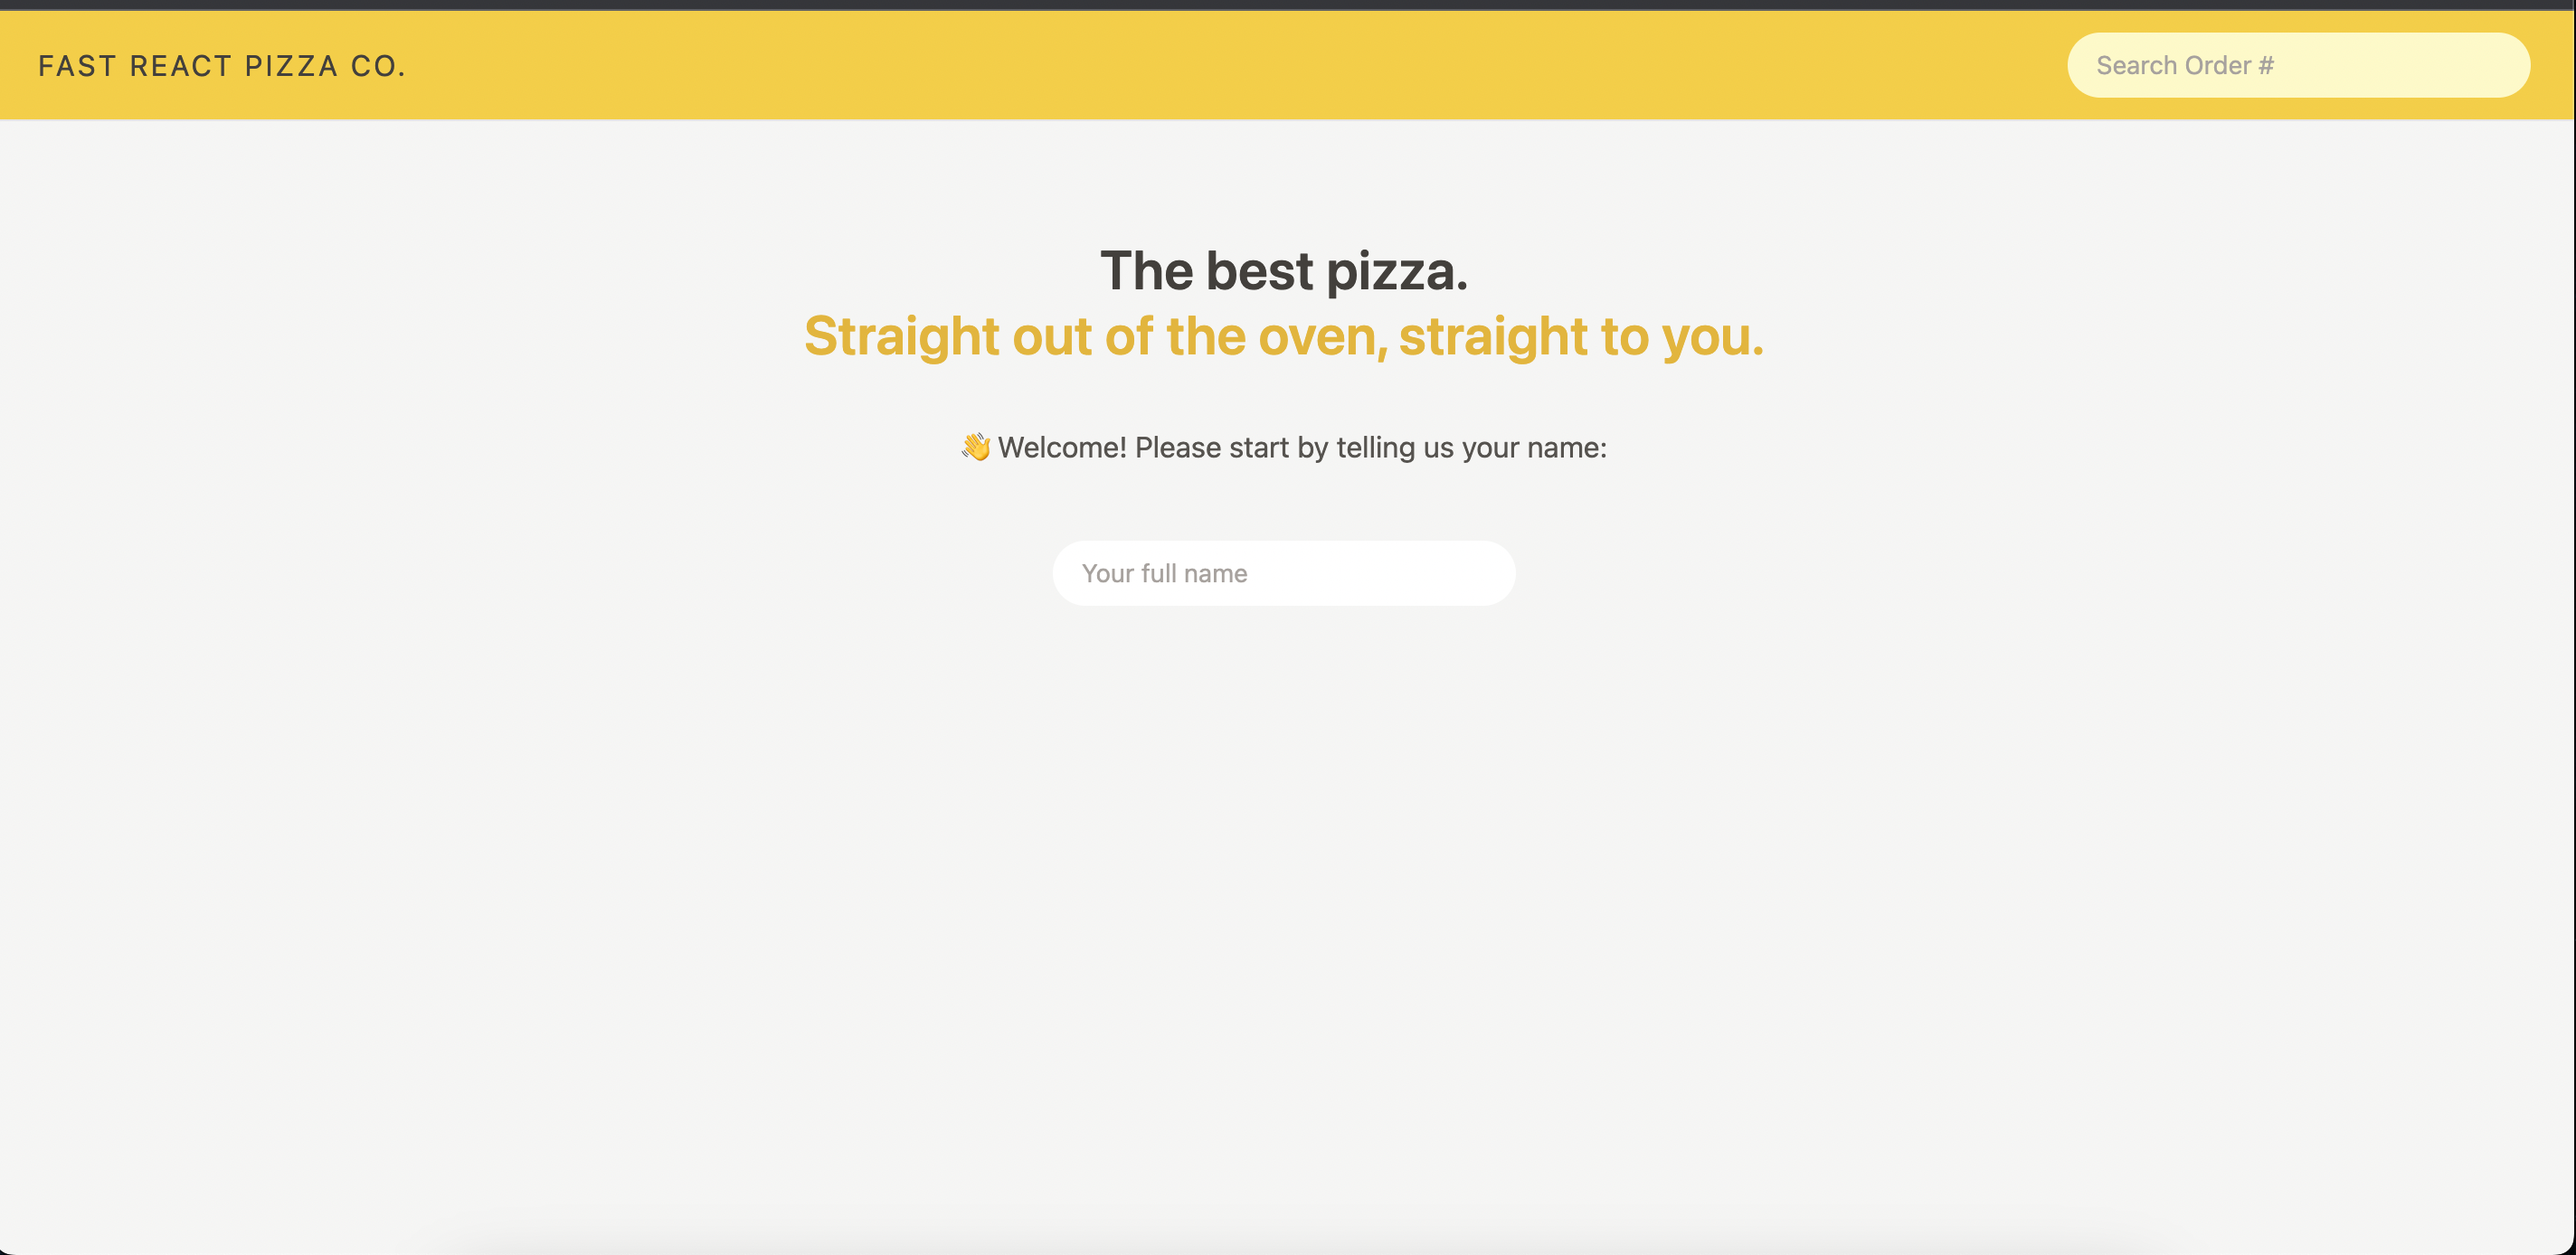 FAST REACT PIZZA CO.
Search Order #
The best pizza.
Straight out of the oven, straight to you.
👋 Welcome! Please start by telling us your name:
Your full name